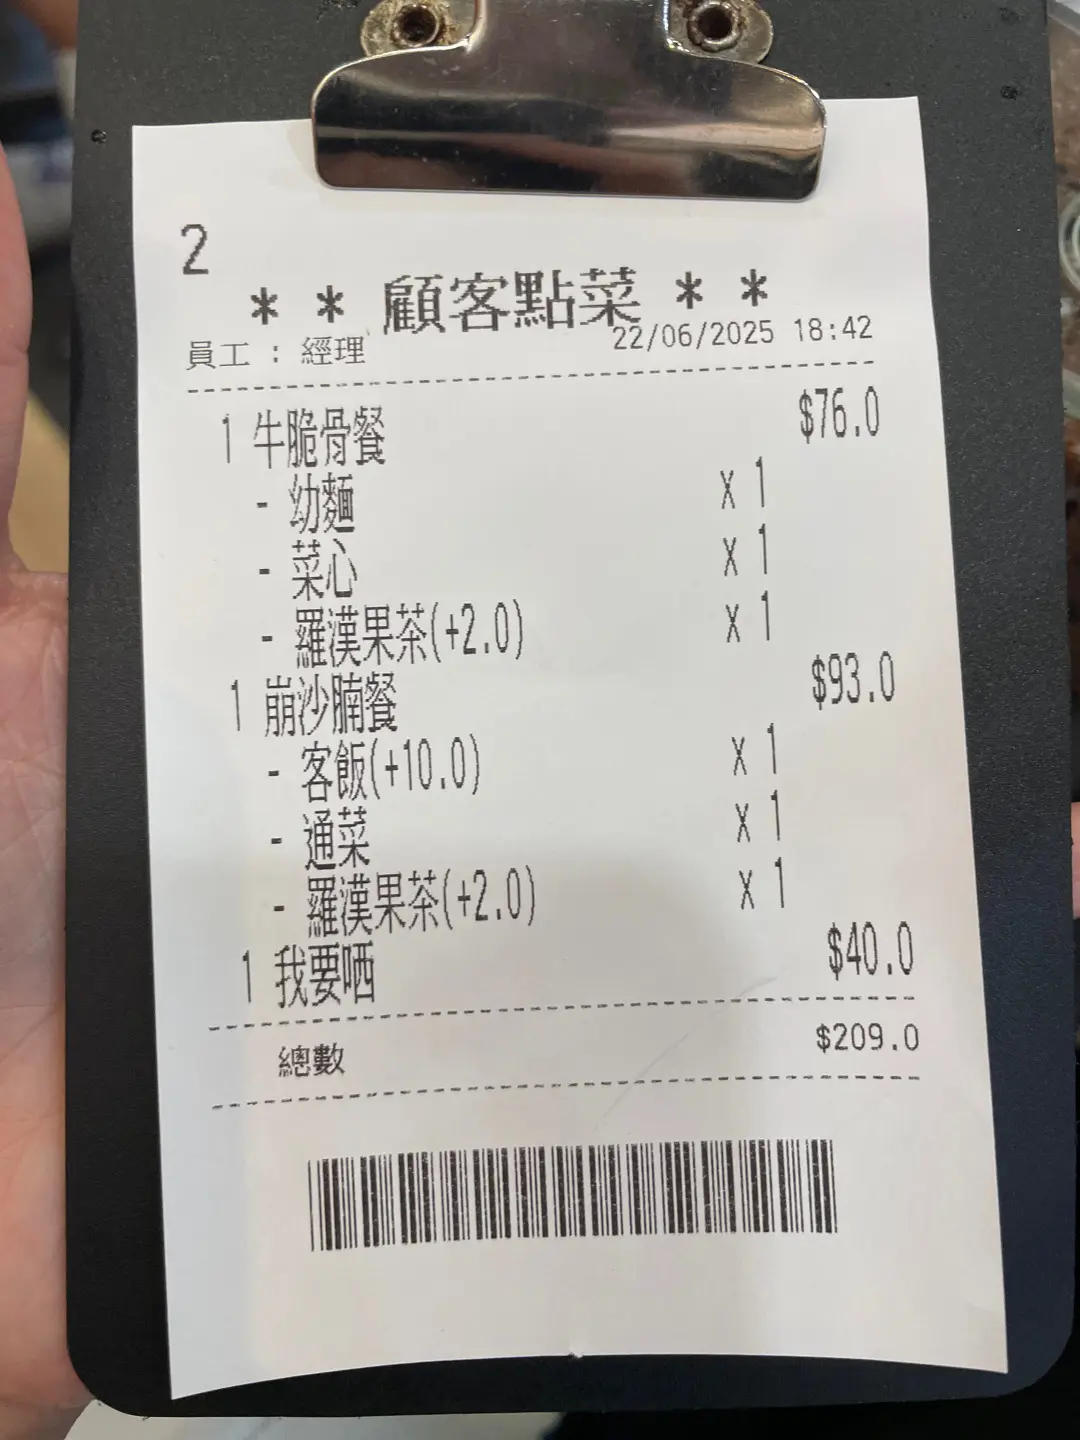 2
* * 顧客點菜 * *
員工 : 經理 22/06/2025 18:42
1 牛脆骨餐 $76.0
- 幼麵 x 1
- 菜心 x 1
- 羅漢果茶(+2.0) x 1
1 崩沙腩餐 $93.0
- 客飯(+10.0) x 1
- 通菜 x 1
- 羅漢果茶(+2.0) x 1
1 我要哂 $40.0
總數 $209.0